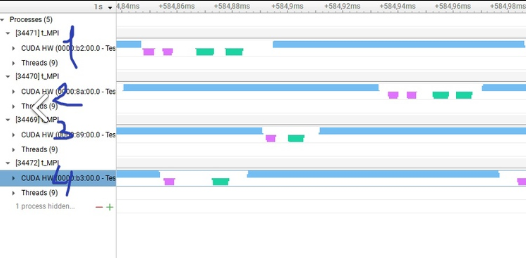 1s
4,84ms +584,86ms +584,88ms +584,9ms +584,92ms +584,94ms +584,96ms +584,98ms
Processes (5)
[34471] t_MPI 1
CUDA HW (0000:b2:00.0 - Tes
Threads (9)
[34470] t_MPI
CUDA HW (0000:8a:00.0 - Tes
2
Threads (9)
[34469] t_MPI
CUDA HW (0000:89:00.0 - Tes
3
Threads (9)
[34472] t_MPI
CUDA HW (0000:b3:00.0 - Tes
4
Threads (9)
1 process hidden... − +